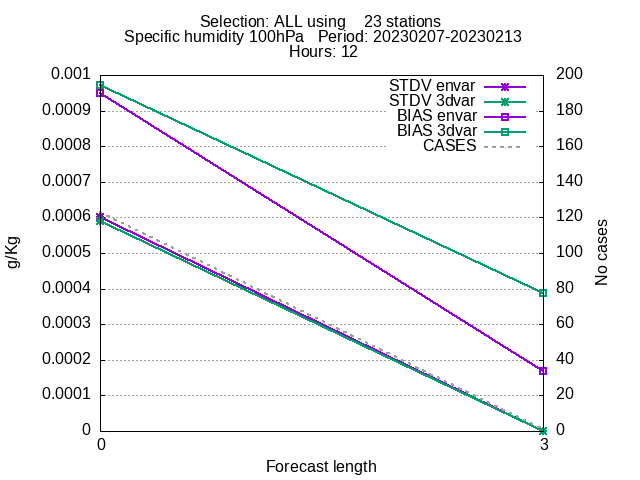 Selection: ALL using    23 stations
Specific humidity 100hPa   Period: 20230207-20230213
Hours: 12
0.001
0.0009
0.0008
0.0007
0.0006
0.0005
0.0004
0.0003
0.0002
0.0001
0
g/Kg
STDV envar
STDV 3dvar
BIAS envar
BIAS 3dvar
CASES
200
180
160
140
120
100
80
60
40
20
0
No cases
0 3
Forecast length